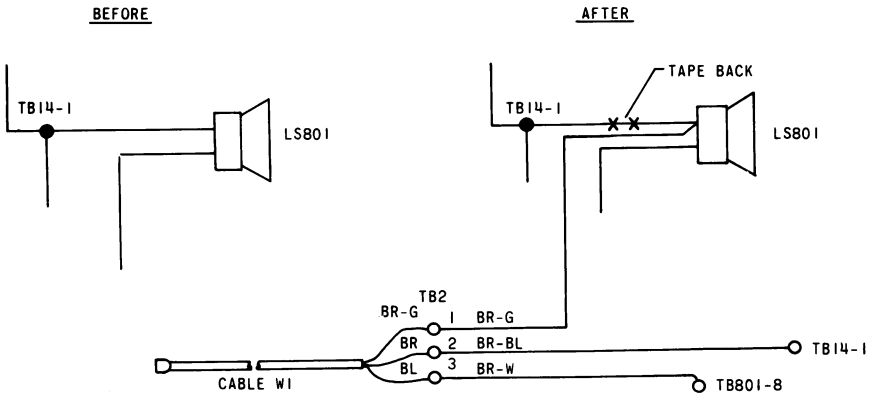 BEFORE
AFTER
TAPE BACK
TB14-1
LS801
TB14-1
LS801
TB2
BR-G 1 BR-G
BR 2 BR-BL
TB14-1
BL 3 BR-W
TB801-8
CABLE W1